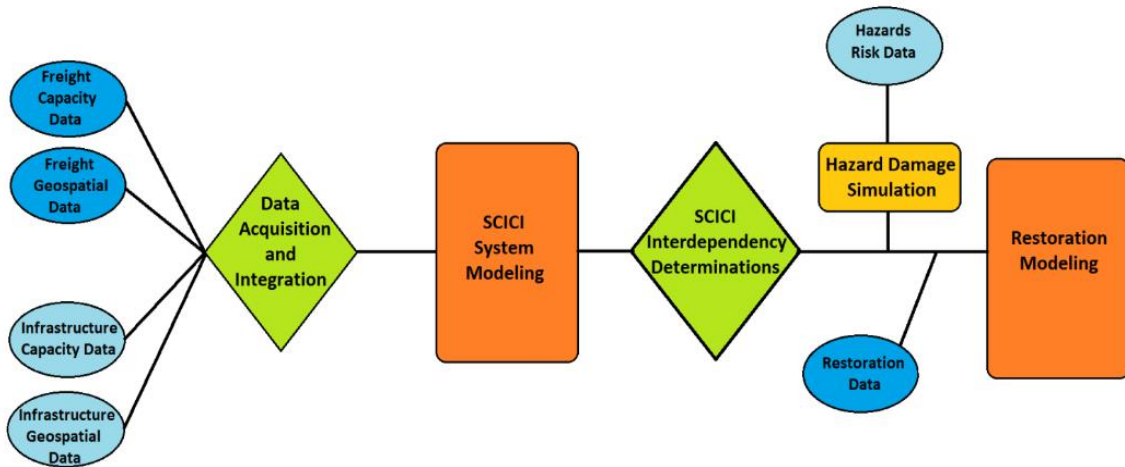 Freight
Capacity
Data
Freight
Geospatial
Data
Infrastructure
Capacity Data
Infrastructure
Geospatial
Data
Data
Acquisition
and
Integration
SCICI
System
Modeling
SCICI
Interdependency
Determinations
Hazards
Risk Data
Hazard Damage
Simulation
Restoration
Data
Restoration
Modeling